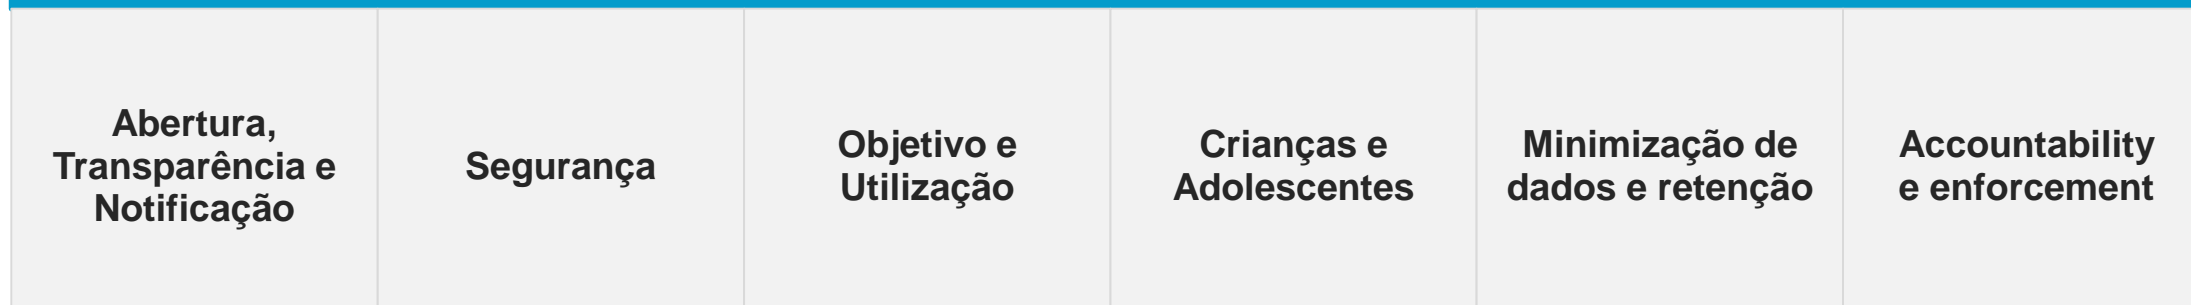 Abertura,
Transparência e
Notificação
Segurança
Objetivo e
Utilização
Crianças e
Adolescentes
Minimização de
dados e retenção
Accountability
e enforcement